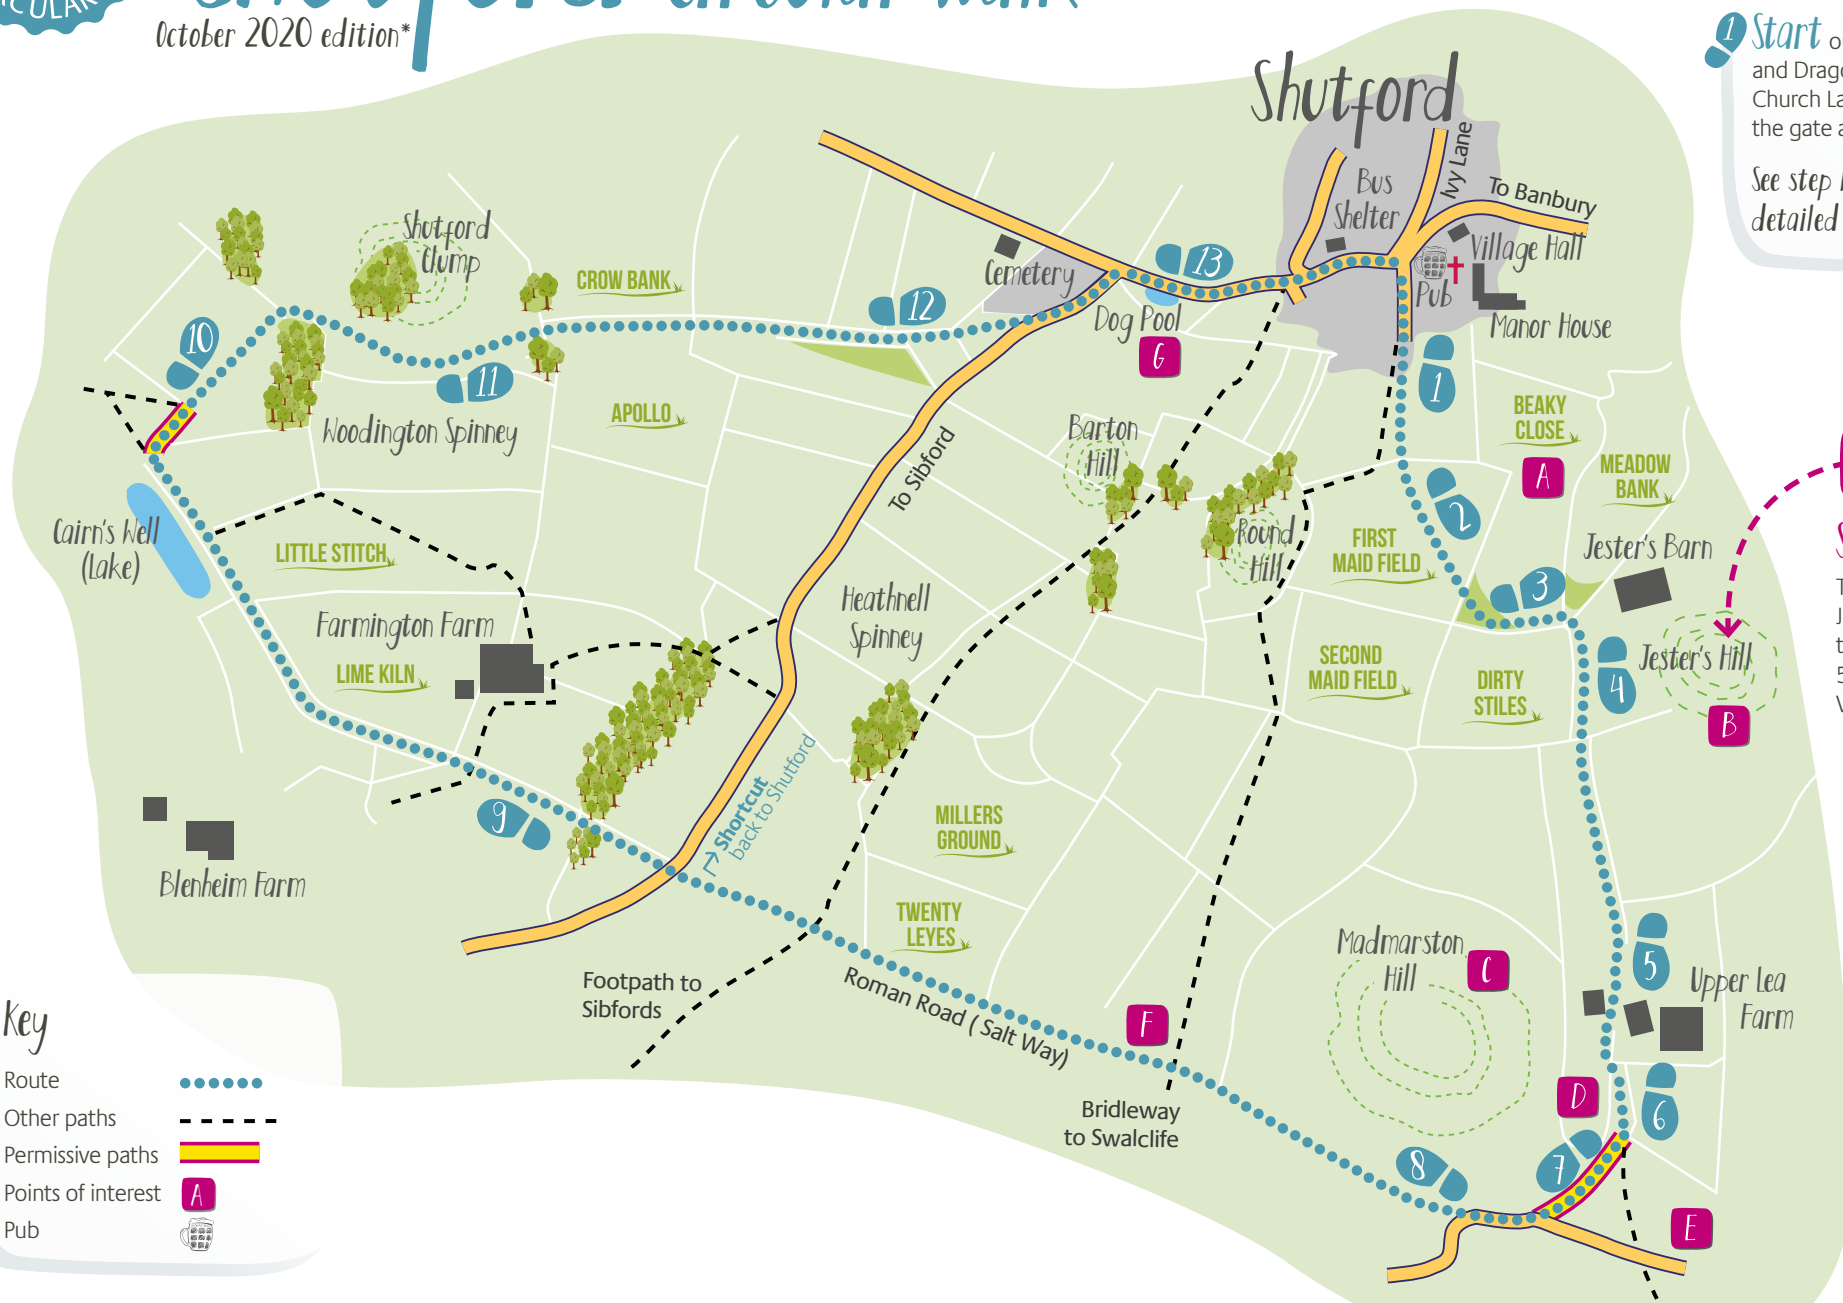 October 2020 edition*
Shutford
1 Start
and
Church
the gate
See step
detailed
Ivy Lane
To Banbury
Bus
Shelter
Village Hall
Pub
Manor House
Shutford
Clump
CROW BANK
Cemetery
13
12
Dog Pool
G
10
11
1
Woodington Spinney
APOLLO
Barton
Hill
BEAKY
CLOSE
A
MEADOW
BANK
To Sibford
2
Cairn's Well
(Lake)
LITTLE STITCH
Round
Hill
FIRST
MAID FIELD
3
Jester's Barn
Farmington Farm
Heathnell
Spinney
LIME KILN
SECOND
MAID FIELD
DIRTY
STILES
4
Jester's Hill
B
Shortcut
back to Shutford
9
MILLERS
GROUND
Blenheim Farm
TWENTY
LEYES
Madmarston
Hill
C
5
Upper Lea
Farm
Footpath to
Sibfords
Roman Road ( Salt Way)
F
D
6
Bridleway
to Swalclife
8
7
E
Key
Route
Other paths
Permissive paths
Points of interest
A
Pub